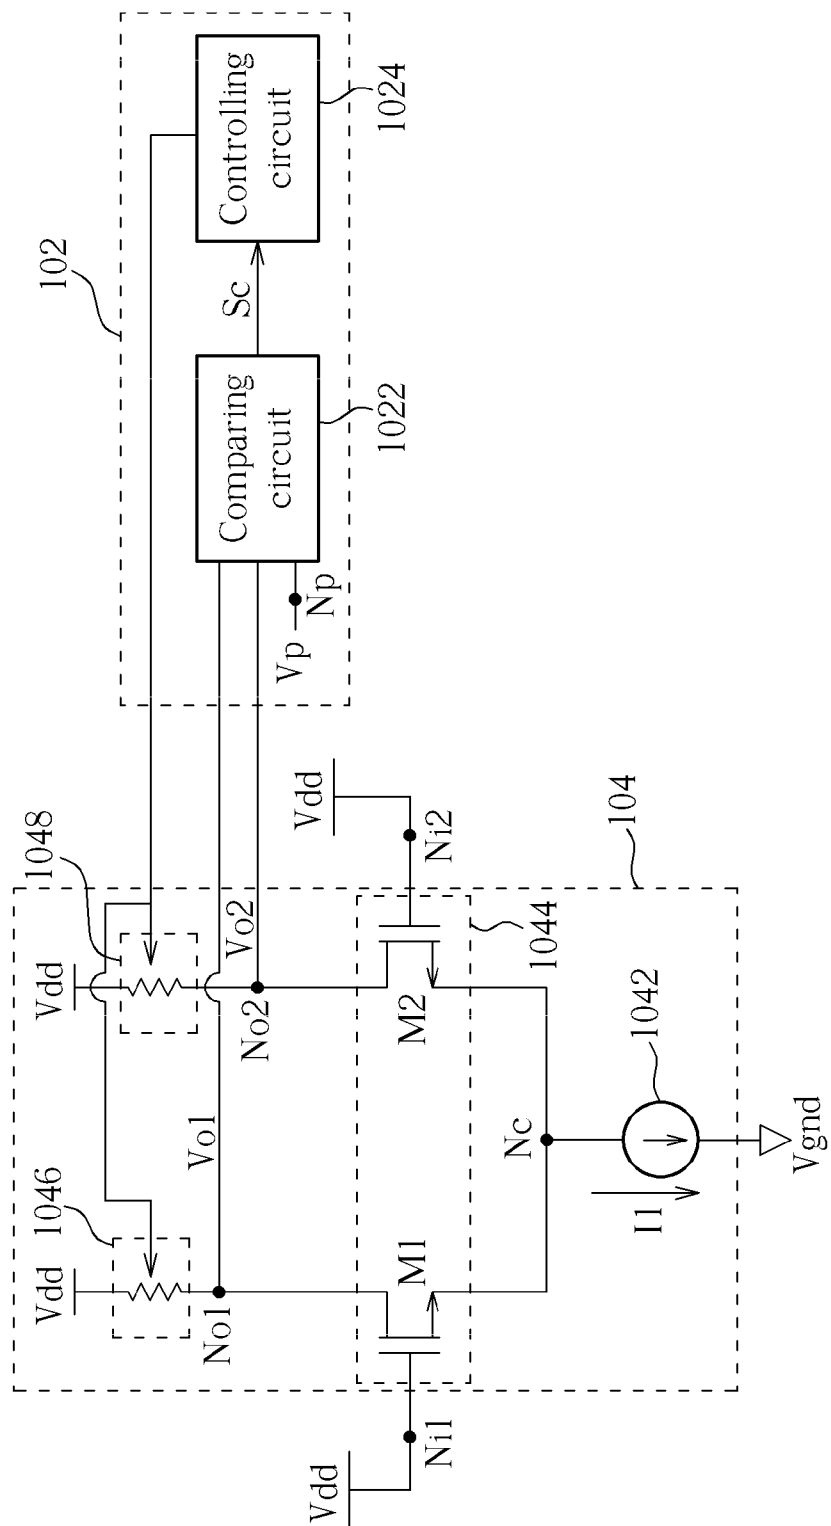 102
Controlling
circuit
1024
Sc
Comparing
circuit
1022
Vp
Np
Vdd
1048
Vo2
No2
Vdd
Ni2
104
1044
M2
1042
Vdd
1046
Vo1
No1
M1
Nc
I1
Vgnd
Vdd
Ni1